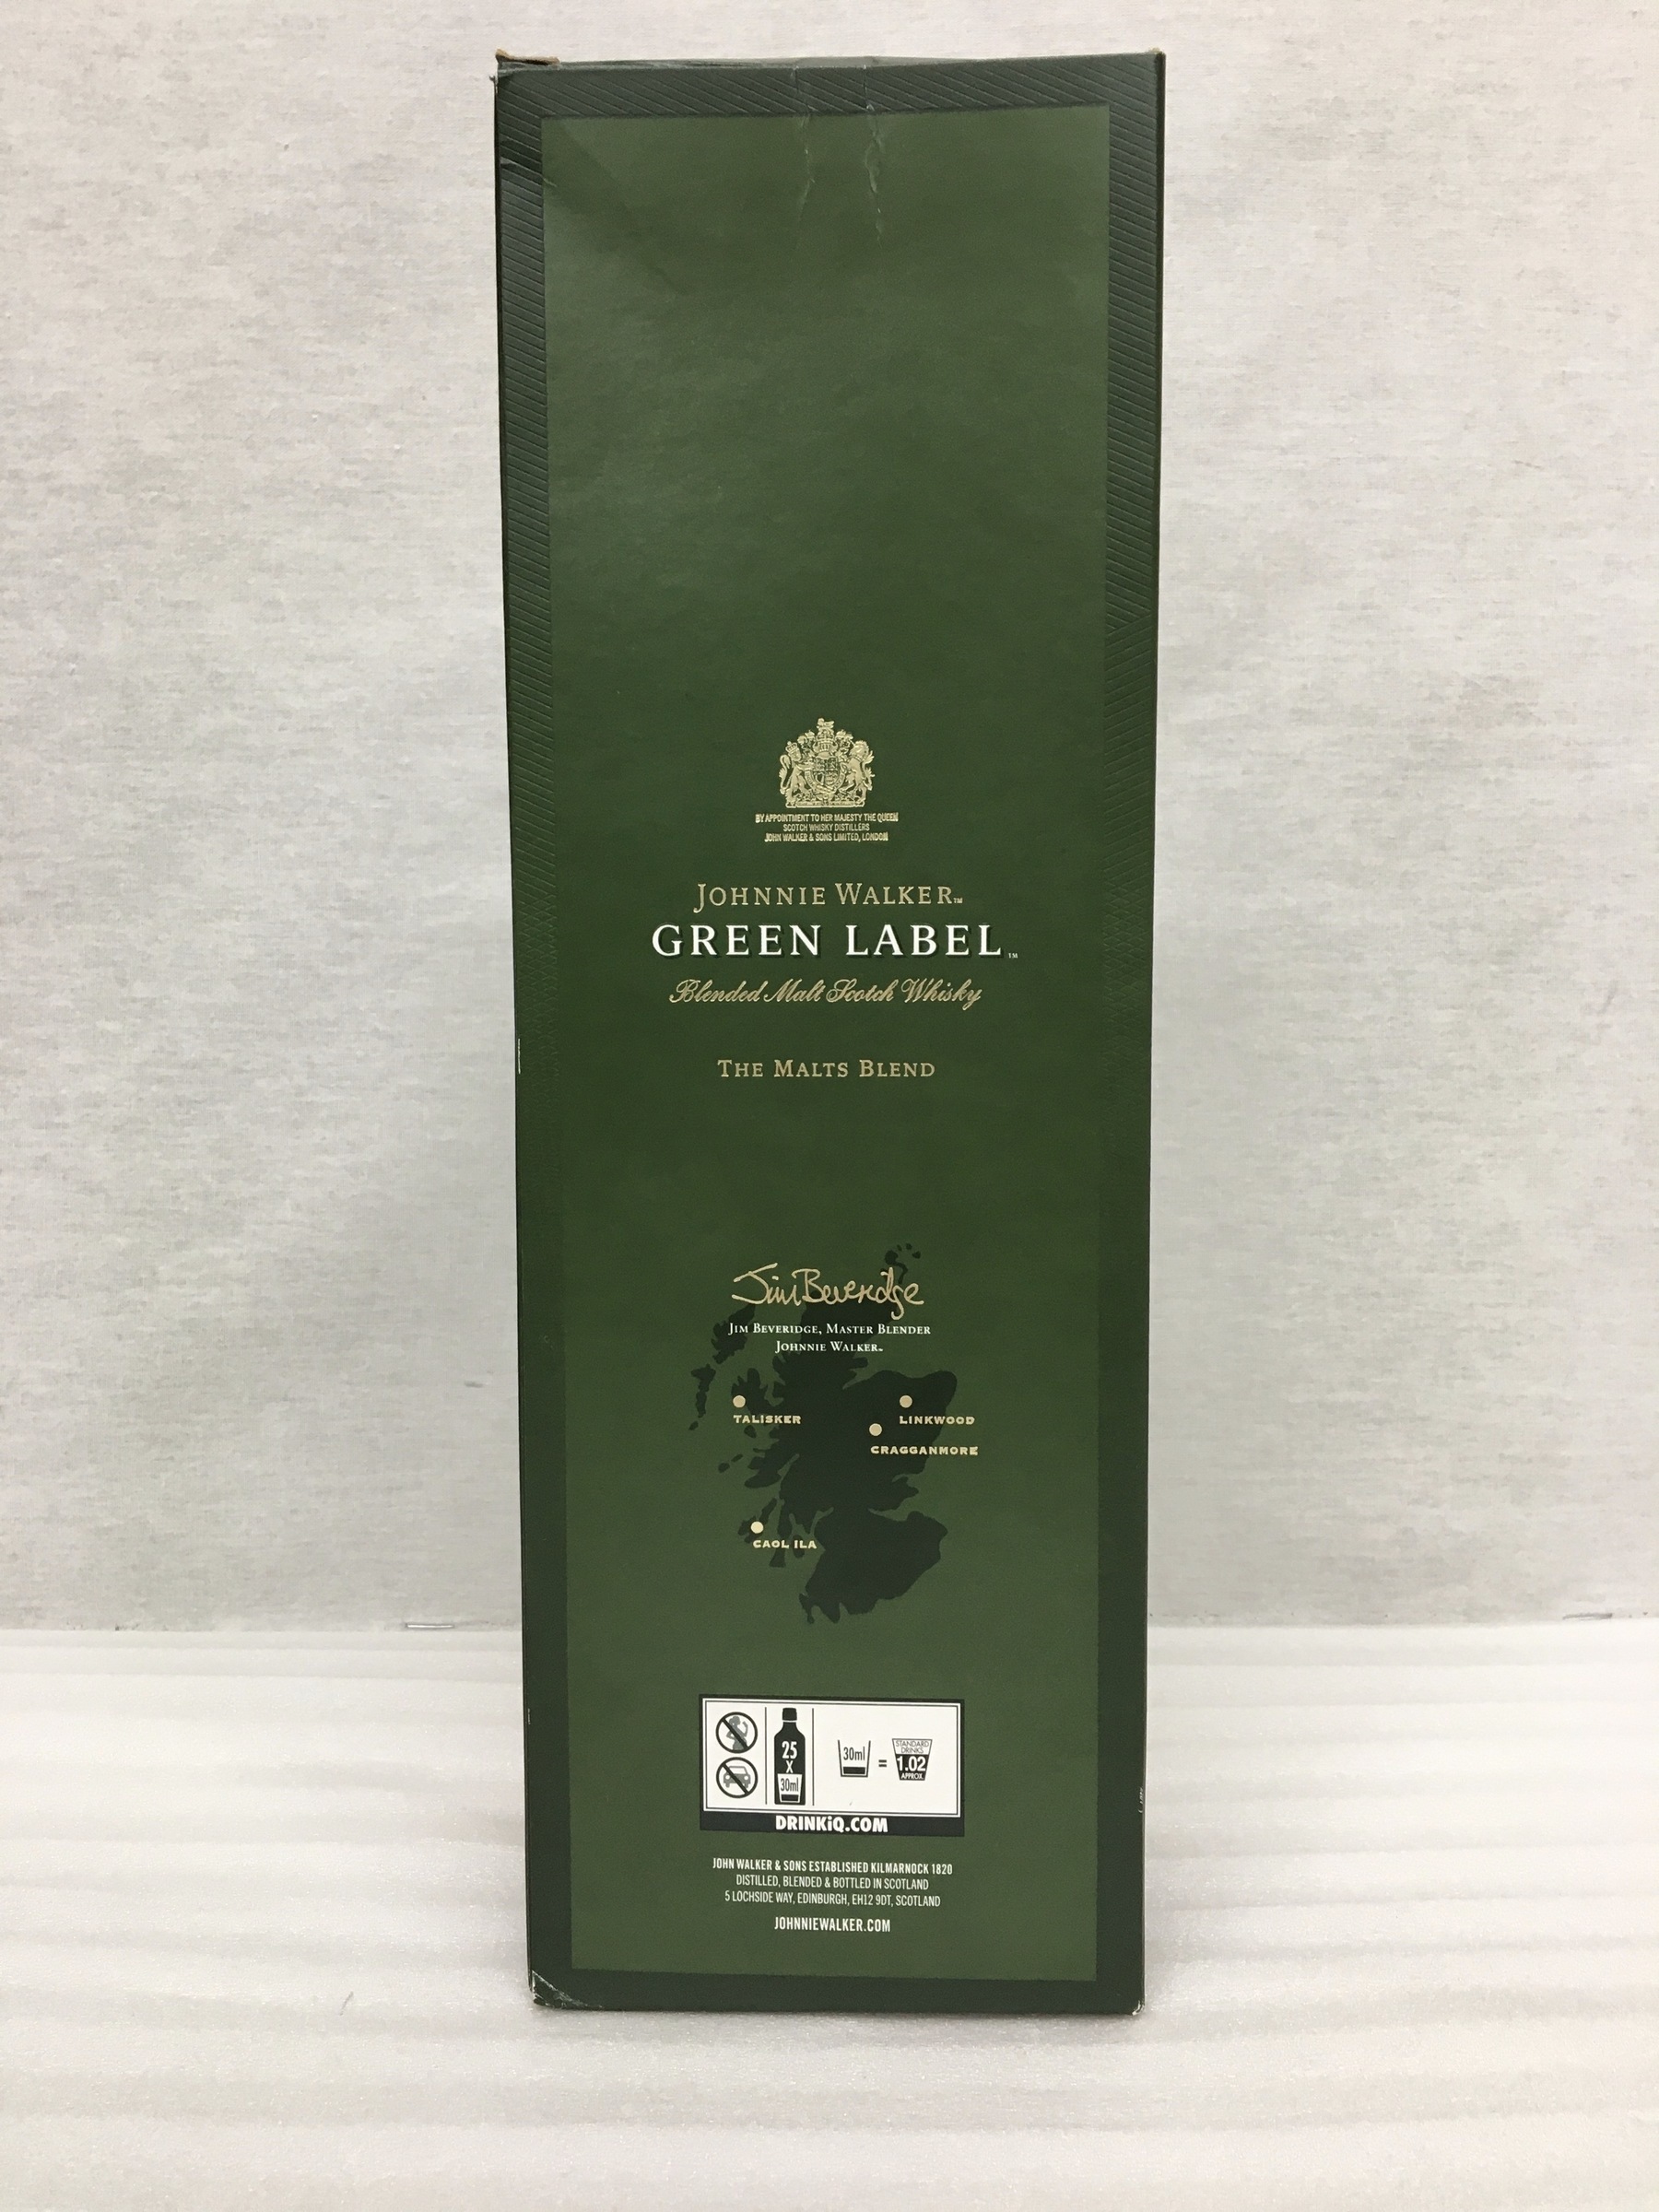 BY APPOINTMENT TO HER MAJESTY THE QUEEN
SCOTCH WHISKY DISTILLERS
JOHN WALKER & SONS LIMITED, LONDON
JOHNNIE WALKER™
GREEN LABEL™
Blended Malt Scotch Whisky
THE MALTS BLEND
Jim Beveridge
JIM BEVERIDGE, MASTER BLENDER
JOHNNIE WALKER™
TALISKER
LINKWOOD
CRAGGANMORE
CAOL ILA
25
X
30ml
30ml
=
STANDARD
DRINKS
1.02
APPROX.
DRINKiQ.COM
JOHN WALKER & SONS ESTABLISHED KILMARNOCK 1820
DISTILLED, BLENDED & BOTTLED IN SCOTLAND
5 LOCHSIDE WAY, EDINBURGH, EH12 9DT, SCOTLAND
JOHNNIEWALKER.COM